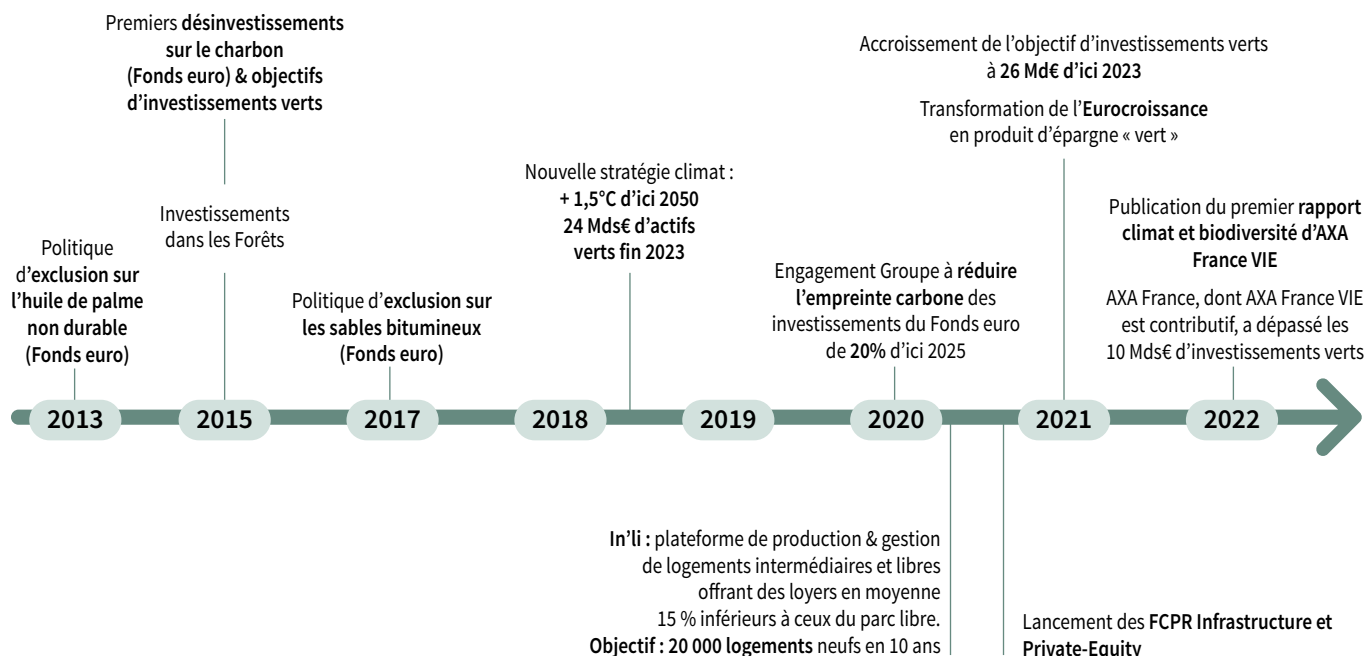 Premiers désinvestissements
sur le charbon
(Fonds euro) & objectifs
d'investissements verts
Investissements
dans les Forêts
Politique
d'exclusion sur
l'huile de palme
non durable
(Fonds euro)
Politique d'exclusion sur
les sables bitumineux
(Fonds euro)
Nouvelle stratégie climat :
+ 1,5°C d'ici 2050
24 Mds€ d'actifs
verts fin 2023
Engagement Groupe à réduire
l'empreinte carbone des
investissements du Fonds euro
de 20% d'ici 2025
Accroissement de l'objectif d'investissements verts
à 26 Md€ d'ici 2023
Transformation de l'Eurocroissance
en produit d'épargne « vert »
Publication du premier rapport
climat et biodiversité d'AXA
France VIE
AXA France, dont AXA France VIE
est contributif, a dépassé les
10 Mds€ d'investissements verts
2013
2015
2017
2018
2019
2020
2021
2022
In'li : plateforme de production & gestion
de logements intermédiaires et libres
offrant des loyers en moyenne
15 % inférieurs à ceux du parc libre.
Objectif : 20 000 logements neufs en 10 ans
Lancement des FCPR Infrastructure et
Private-Equity